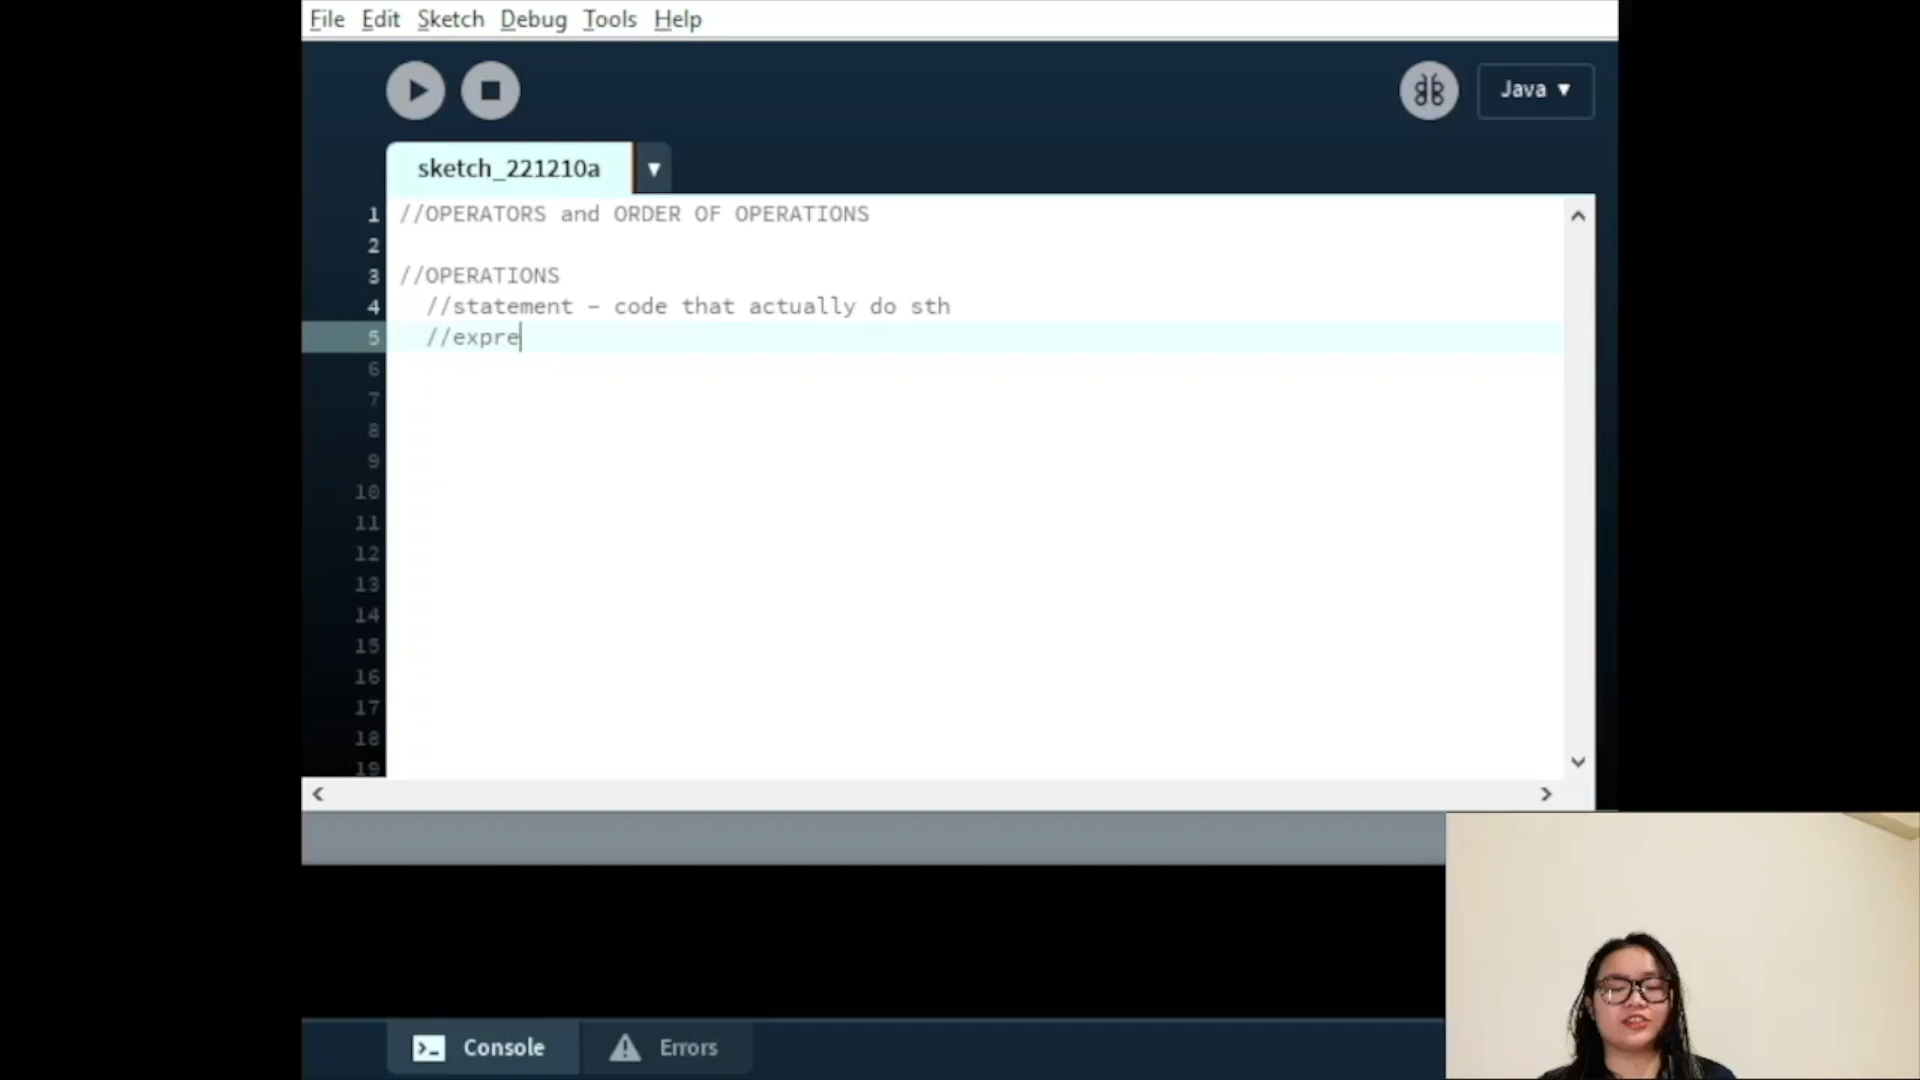 File Edit Sketch Debug Tools Help
Java ▼
sketch_221210a ▼
1 //OPERATORS and ORDER OF OPERATIONS
2
3 //OPERATIONS
4 //statement – code that actually do sth
5 //expre
6
7
8
9
10
11
12
13
14
15
16
17
18
19
Console Errors